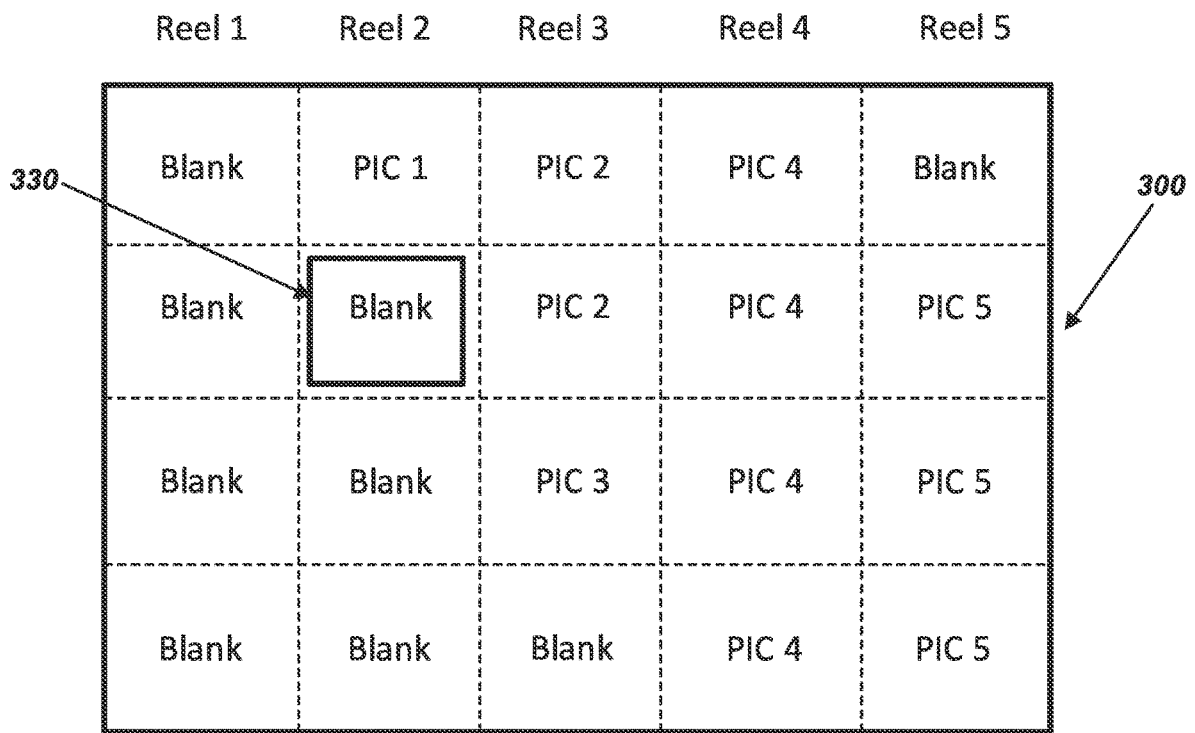 Reel 1 Reel 2 Reel 3 Reel 4 Reel 5
Blank PIC 1 PIC 2 PIC 4 Blank
330
300
Blank Blank PIC 2 PIC 4 PIC 5
Blank Blank PIC 3 PIC 4 PIC 5
Blank Blank Blank PIC 4 PIC 5